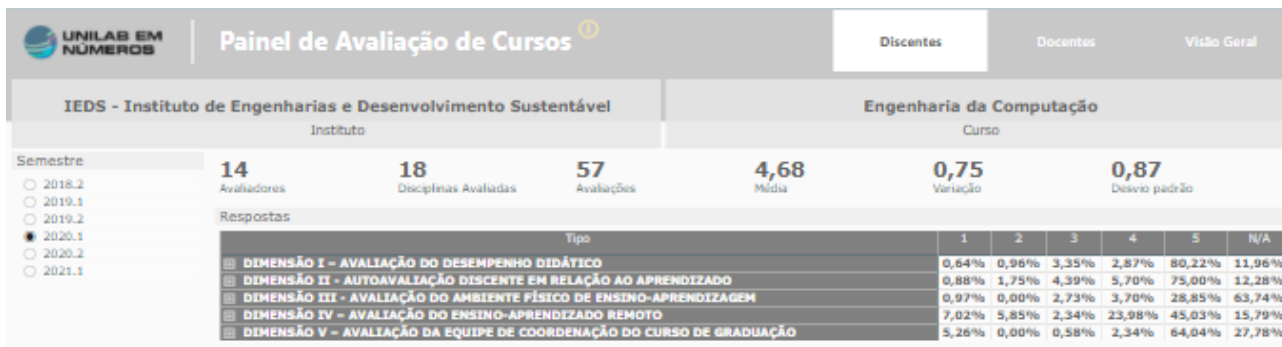 UNILAB EM
NÚMEROS
Painel de Avaliação de Cursos
Discentes
Docentes
Visão Geral
IEDS - Instituto de Engenharias e Desenvolvimento Sustentável
Engenharia da Computação
Instituto
Curso
Semestre
2018.2
2019.1
2019.2
2020.1
2020.2
2021.1
14
Avaliadores
18
Disciplinas Avaliadas
57
Avaliações
4,68
Média
0,75
Variação
0,87
Desvio padrão
Respostas
Tipo 1 2 3 4 5 N/A
DIMENSÃO I – AVALIAÇÃO DO DESEMPENHO DIDÁTICO 0,64% 0,96% 3,35% 2,87% 80,22% 11,96%
DIMENSÃO II - AUTOAVALIAÇÃO DISCENTE EM RELAÇÃO AO APRENDIZADO 0,88% 1,75% 4,39% 5,70% 75,00% 12,28%
DIMENSÃO III - AVALIAÇÃO DO AMBIENTE FÍSICO DE ENSINO-APRENDIZAGEM 0,97% 0,00% 2,73% 3,70% 28,85% 63,74%
DIMENSÃO IV – AVALIAÇÃO DO ENSINO-APRENDIZADO REMOTO 7,02% 5,85% 2,34% 23,98% 45,03% 15,79%
DIMENSÃO V – AVALIAÇÃO DA EQUIPE DE COORDENAÇÃO DO CURSO DE GRADUAÇÃO 5,26% 0,00% 0,58% 2,34% 64,04% 27,78%